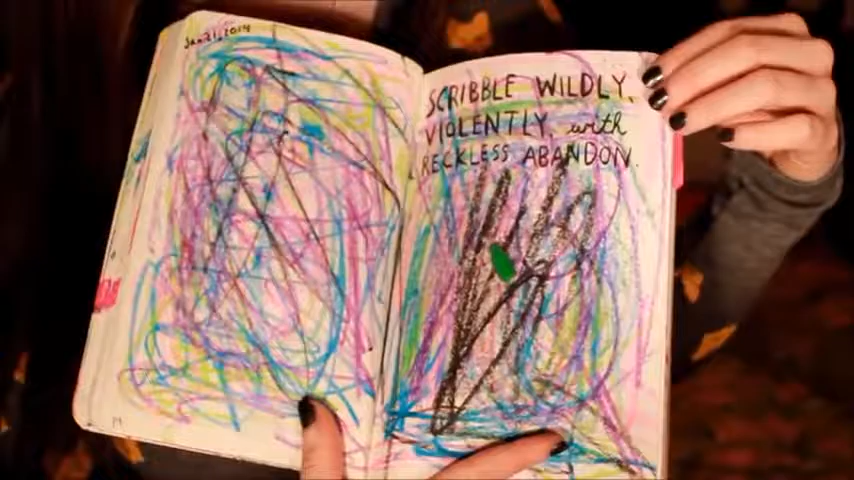 Jan 21, 2014
SCRIBBLE WILDLY,
VIOLENTLY, with
RECKLESS ABANDON.